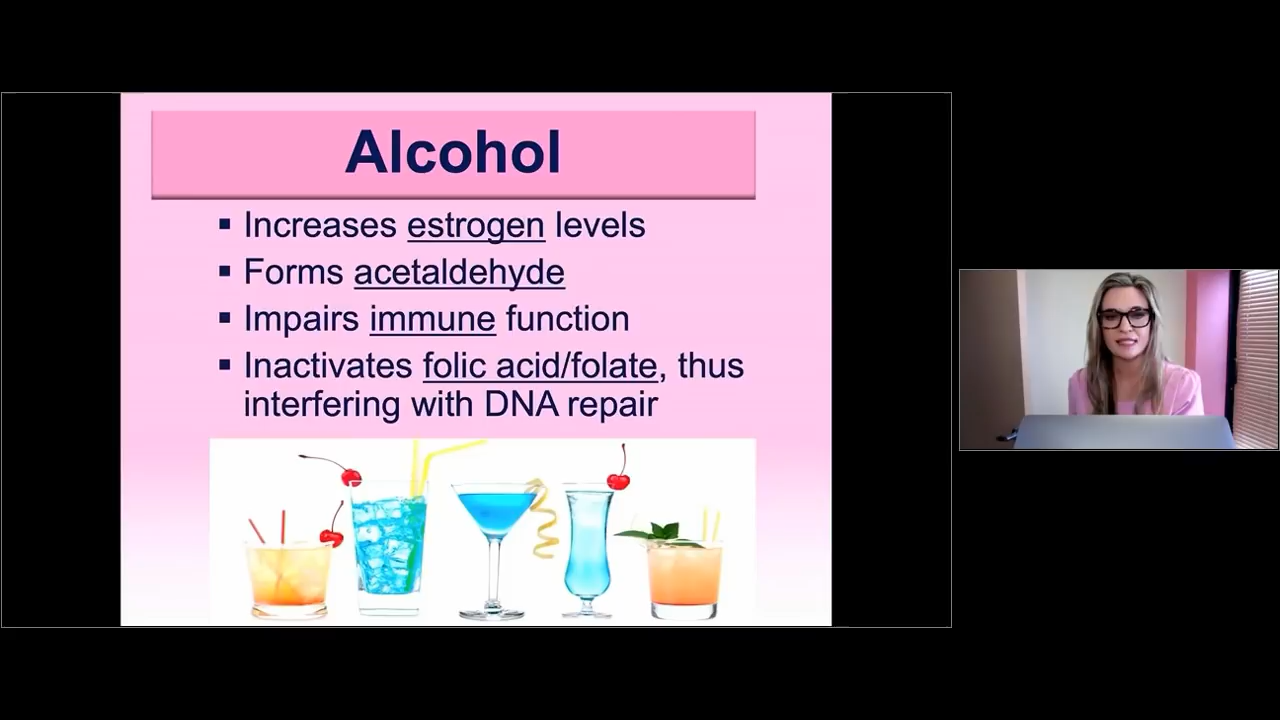 Alcohol
▪ Increases estrogen levels
▪ Forms acetaldehyde
▪ Impairs immune function
▪ Inactivates folic acid/folate, thus
interfering with DNA repair